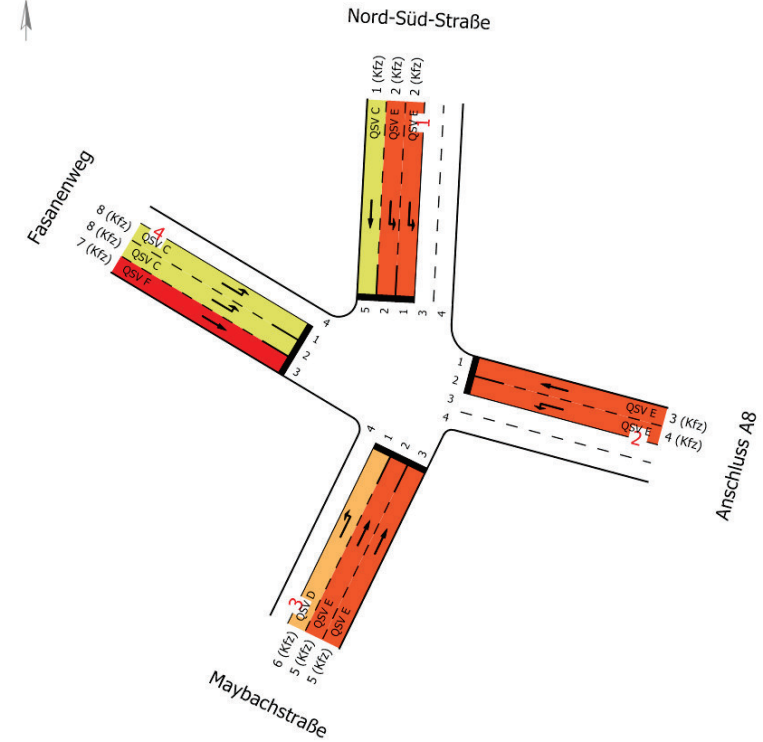 Nord-Süd-Straße
1 (Kfz)
2 (Kfz)
2 (Kfz)
QSV C
QSV E
QSV E
1
5
2
1
3
4
Fasanenweg
8 (Kfz)
8 (Kfz)
7 (Kfz)
4
QSV C
QSV C
QSV F
4
1
2
3
1
2
3
4
QSV E
QSV E
3 (Kfz)
4 (Kfz)
2
Anschluss A8
4
1
2
3
3
QSV D
QSV E
QSV E
6 (Kfz)
5 (Kfz)
5 (Kfz)
Maybachstraße